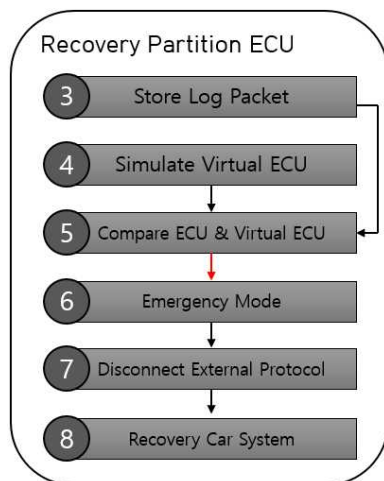 Recovery Partition ECU
3 Store Log Packet
4 Simulate Virtual ECU
5 Compare ECU & Virtual ECU
6 Emergency Mode
7 Disconnect External Protocol
8 Recovery Car System